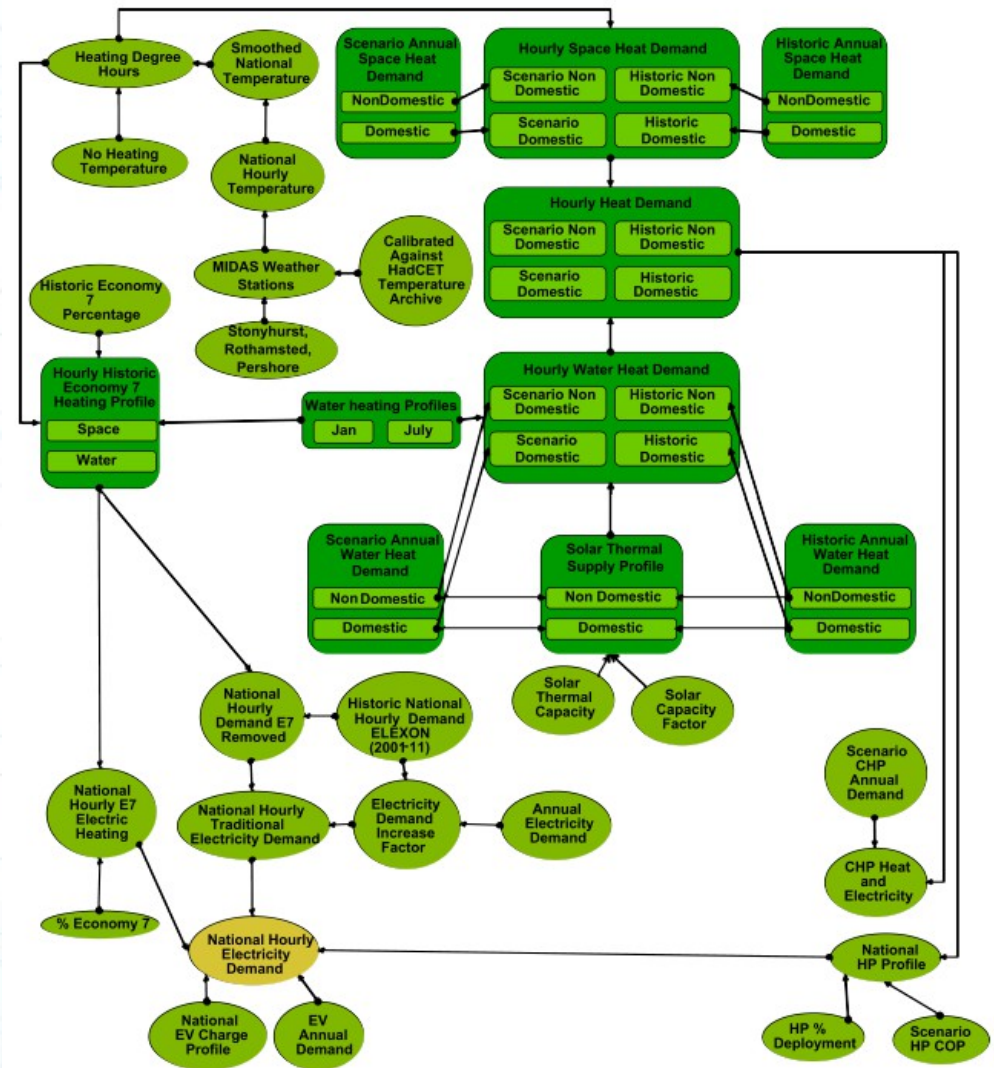 Heating Degree
Hours
Smoothed
National
Temperature
No Heating
Temperature
National
Hourly
Temperature
MIDAS Weather
Stations
Calibrated
Against
HadCET
Temperature
Archive
Stonyhurst,
Rothamsted,
Pershore
Scenario Annual
Space Heat
Demand
NonDomestic
Domestic
Hourly Space Heat Demand
Scenario Non
Domestic
Historic Non
Domestic
Scenario
Domestic
Historic
Domestic
Historic Annual
Space Heat
Demand
NonDomestic
Domestic
Hourly Heat Demand
Scenario Non
Domestic
Historic Non
Domestic
Scenario
Domestic
Historic
Domestic
Historic Economy
7
Percentage
Hourly Historic
Economy 7
Heating Profile
Space
Water
Water heating Profiles
Jan
July
Hourly Water Heat Demand
Scenario Non
Domestic
Historic Non
Domestic
Scenario
Domestic
Historic
Domestic
Scenario Annual
Water Heat
Demand
Non Domestic
Domestic
Solar Thermal
Supply Profile
Non Domestic
Domestic
Historic Annual
Water Heat
Demand
NonDomestic
Domestic
Solar
Thermal
Capacity
Solar
Capacity
Factor
National
Hourly
Demand E7
Removed
Historic National
Hourly Demand
ELEXON
(2001-11)
National
Hourly E7
Electric
Heating
National Hourly
Traditional
Electricity Demand
Electricity
Demand
Increase
Factor
Annual
Electricity
Demand
Scenario
CHP
Annual
Demand
CHP Heat
and
Electricity
% Economy 7
National Hourly
Electricity
Demand
National
HP Profile
National
EV Charge
Profile
EV
Annual
Demand
HP %
Deployment
Scenario
HP COP